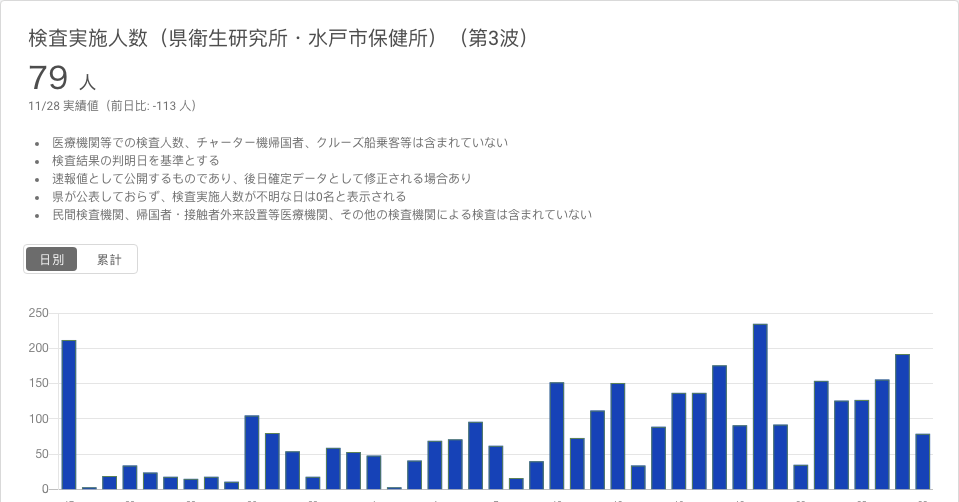 検査実施人数（県衛生研究所・水戸市保健所）（第3波）
79 人
11/28 実績値（前日比: -113 人）
• 医療機関等での検査人数、チャーター機帰国者、クルーズ船乗客等は含まれていない
• 検査結果の判明日を基準とする
• 速報値として公開するものであり、後日確定データとして修正される場合あり
• 県が公表しておらず、検査実施人数が不明な日は0名と表示される
• 民間検査機関、帰国者・接触者外来設置等医療機関、その他の検査機関による検査は含まれていない
日別 累計
250
200
150
100
50
0